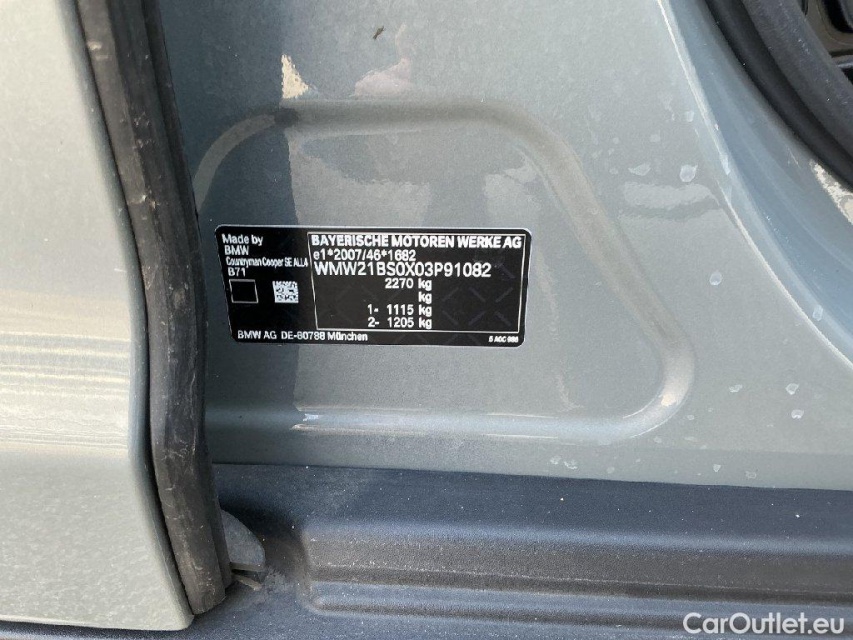 Made by
BMW
Countryman Cooper SE ALL4
B71
BAYERISCHE MOTOREN WERKE AG
e1*2007/46*1682
WMW21BS0X03P91082
2270 kg
kg
1- 1115 kg
2- 1205 kg
BMW AG DE-80788 München
CarOutlet.eu